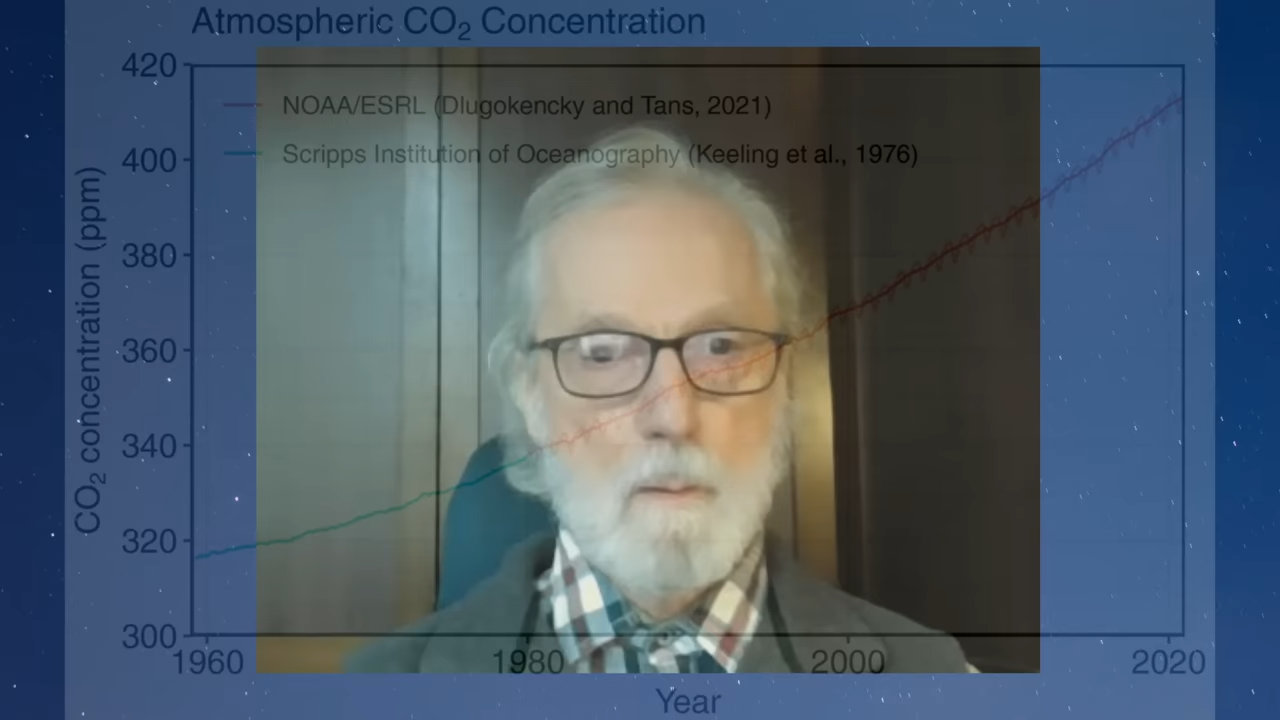 Atmospheric CO₂ Concentration
420
NOAA/ESRL (Dlugokencky and Tans, 2021)
400
Scripps Institution of Oceanography (Keeling et al., 1976)
380
360
340
320
300
CO₂ concentration (ppm)
1960 1980 2000 2020
Year